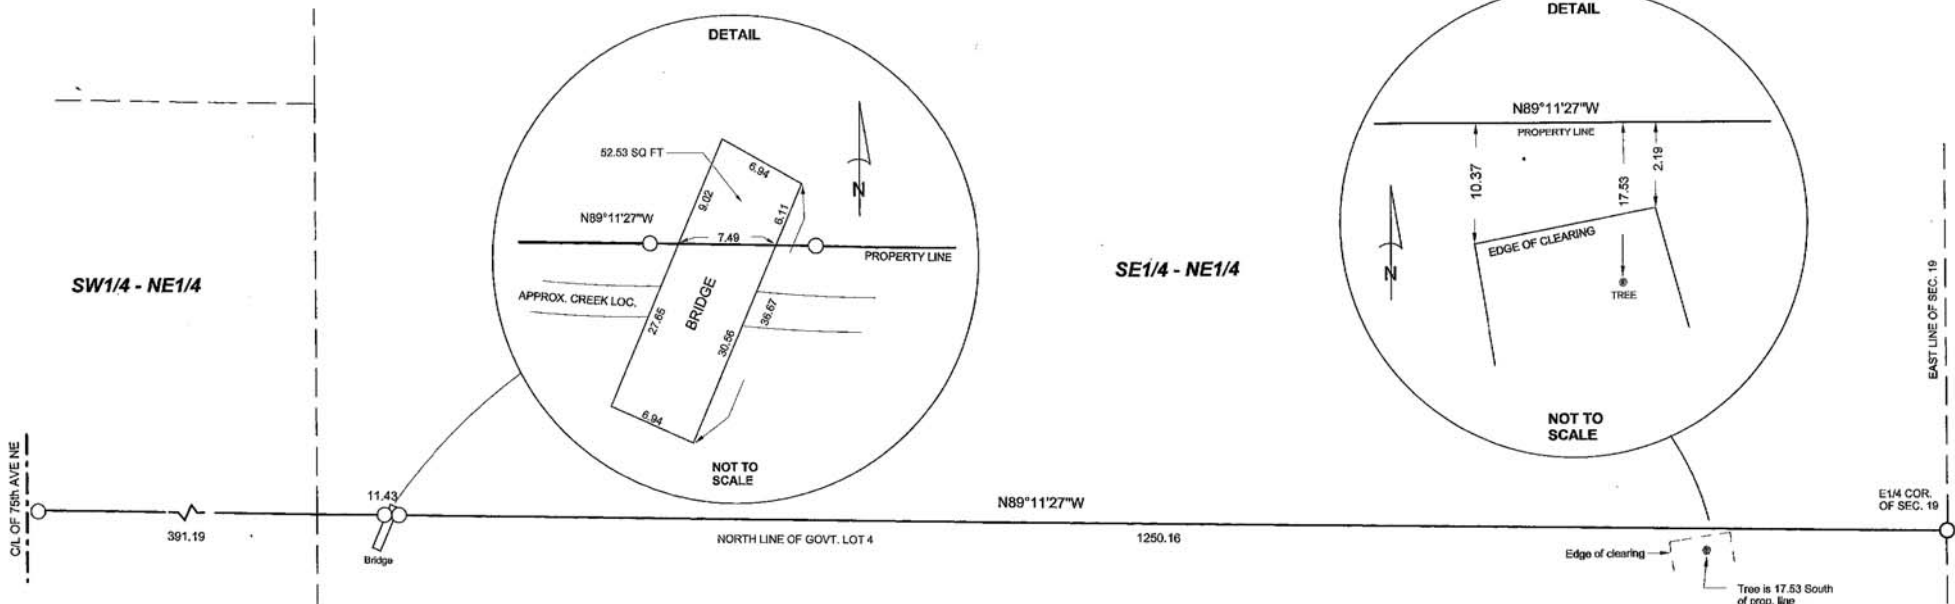 DETAIL
52.53 SQ FT
6.94
9.02
6.11
N
N89°11'27"W
7.49
PROPERTY LINE
APPROX. CREEK LOC.
BRIDGE
27.65
36.67
30.56
6.94
NOT TO
SCALE
DETAIL
N89°11'27"W
PROPERTY LINE
10.37
17.53
2.19
EDGE OF CLEARING
N
TREE
NOT TO
SCALE
SW1/4 - NE1/4
SE1/4 - NE1/4
EAST LINE OF SEC. 19
C/L OF 75th AVE NE
391.19
11.43
Bridge
N89°11'27"W
NORTH LINE OF GOVT. LOT 4
1250.16
E1/4 COR.
OF SEC. 19
Edge of clearing
Tree is 17.53 South
of prop. line